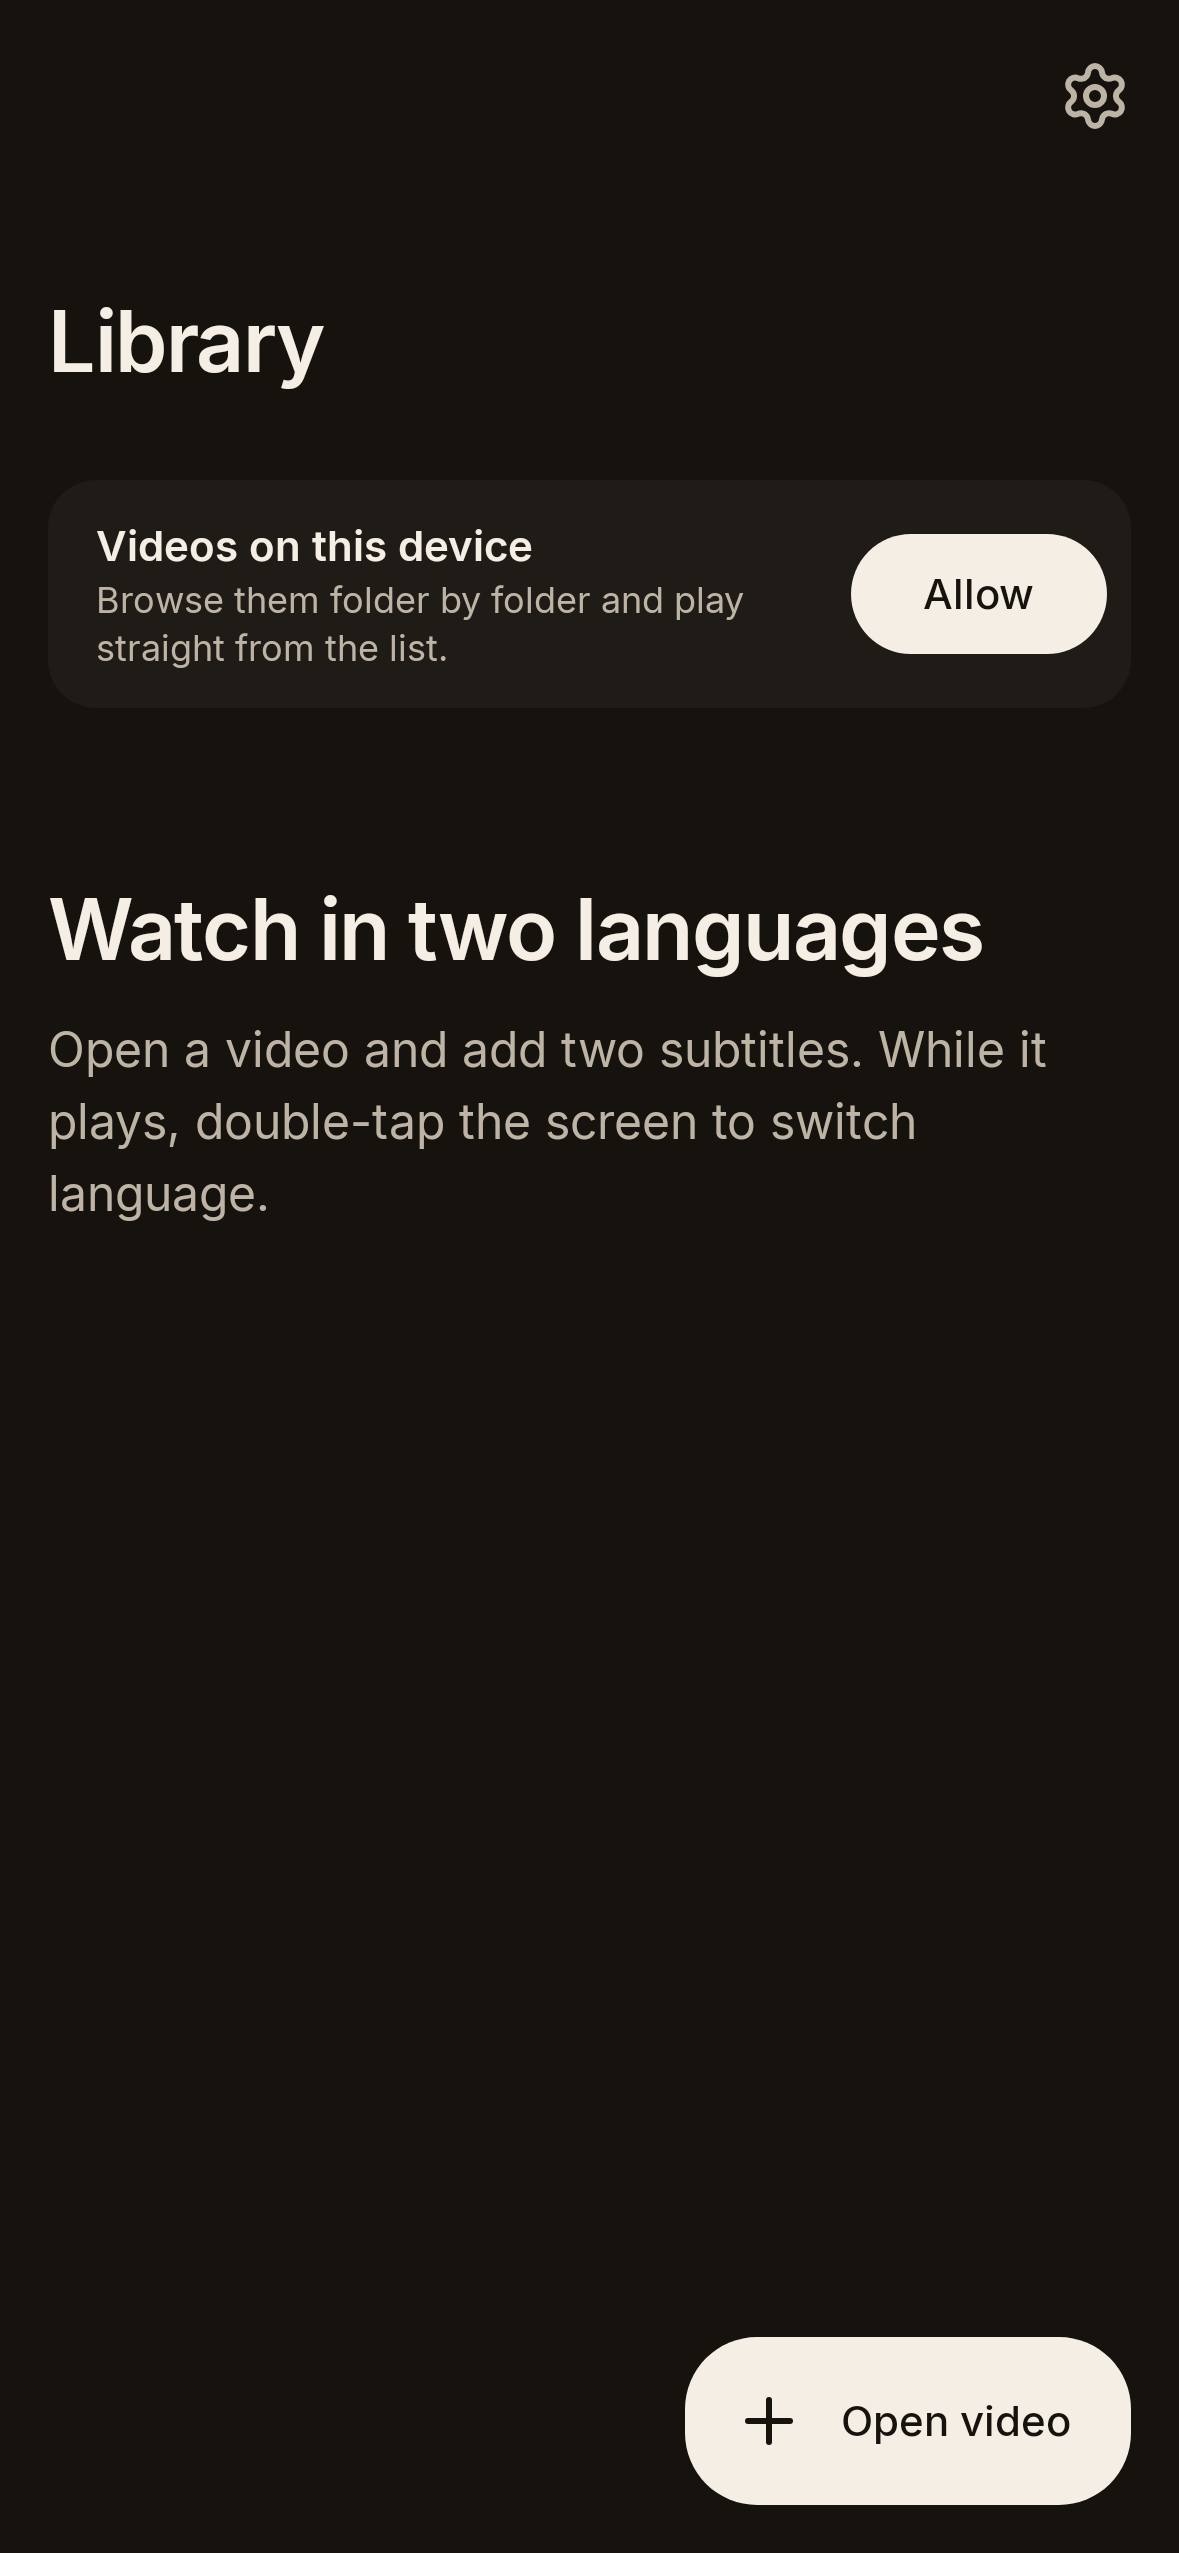 Library
Videos on this device
Browse them folder by folder and play
straight from the list.
Allow
Watch in two languages
Open a video and add two subtitles. While it
plays, double-tap the screen to switch
language.
Open video